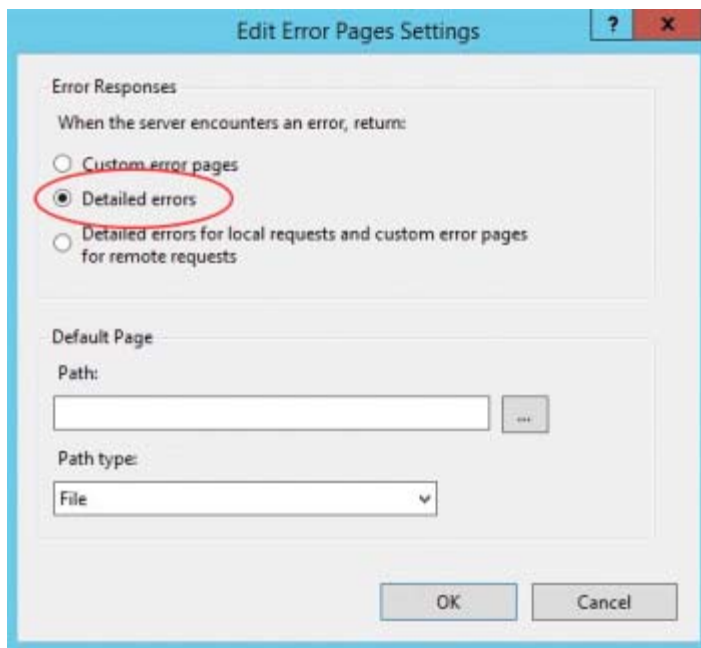 Edit Error Pages Settings
?
x
Error Responses
When the server encounters an error, return:
Custom error pages
Detailed errors
Detailed errors for local requests and custom error pages
for remote requests
Default Page
Path:
...
Path type:
File
OK
Cancel